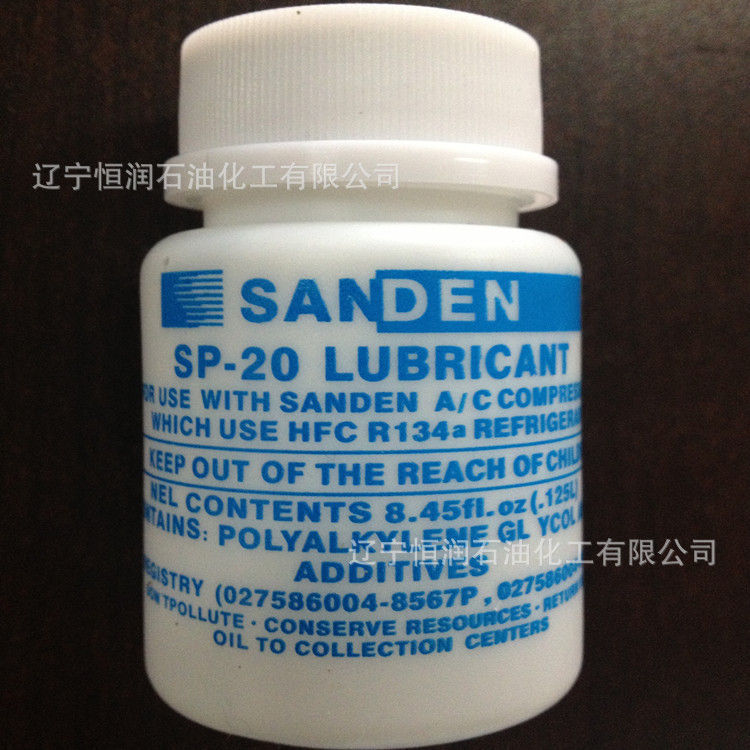 辽宁恒润石油化工有限公司
SANDEN
SP-20 LUBRICANT
FOR USE WITH SANDEN A/C COMPRESS
WHICH USE HFC R134a REFRIGERA
KEEP OUT OF THE REACH OF CHIL
NEL CONTENTS 8.45fl.oz(.125L)
NTAINS: POLYALKYLENE GL YCOL
辽宁恒润石油化工有限公司
ADDITIVES
EGISTRY (027586004-8567P , 02758600
TPOLLUTE · CONSERVE RESOURCES · RETURN
OIL TO COLLECTION CENTERS